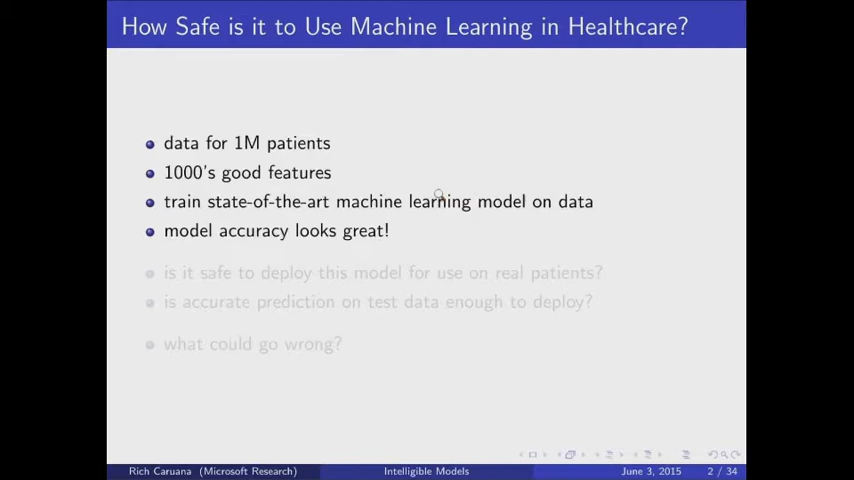 How Safe is it to Use Machine Learning in Healthcare?
data for 1M patients
1000's good features
train state-of-the-art machine learning model on data
model accuracy looks great!
is it safe to deploy this model for use on real patients?
is accurate prediction on test data enough to deploy?
what could go wrong?
Rich Caruana (Microsoft Research) Intelligible Models June 3, 2015 2 / 34